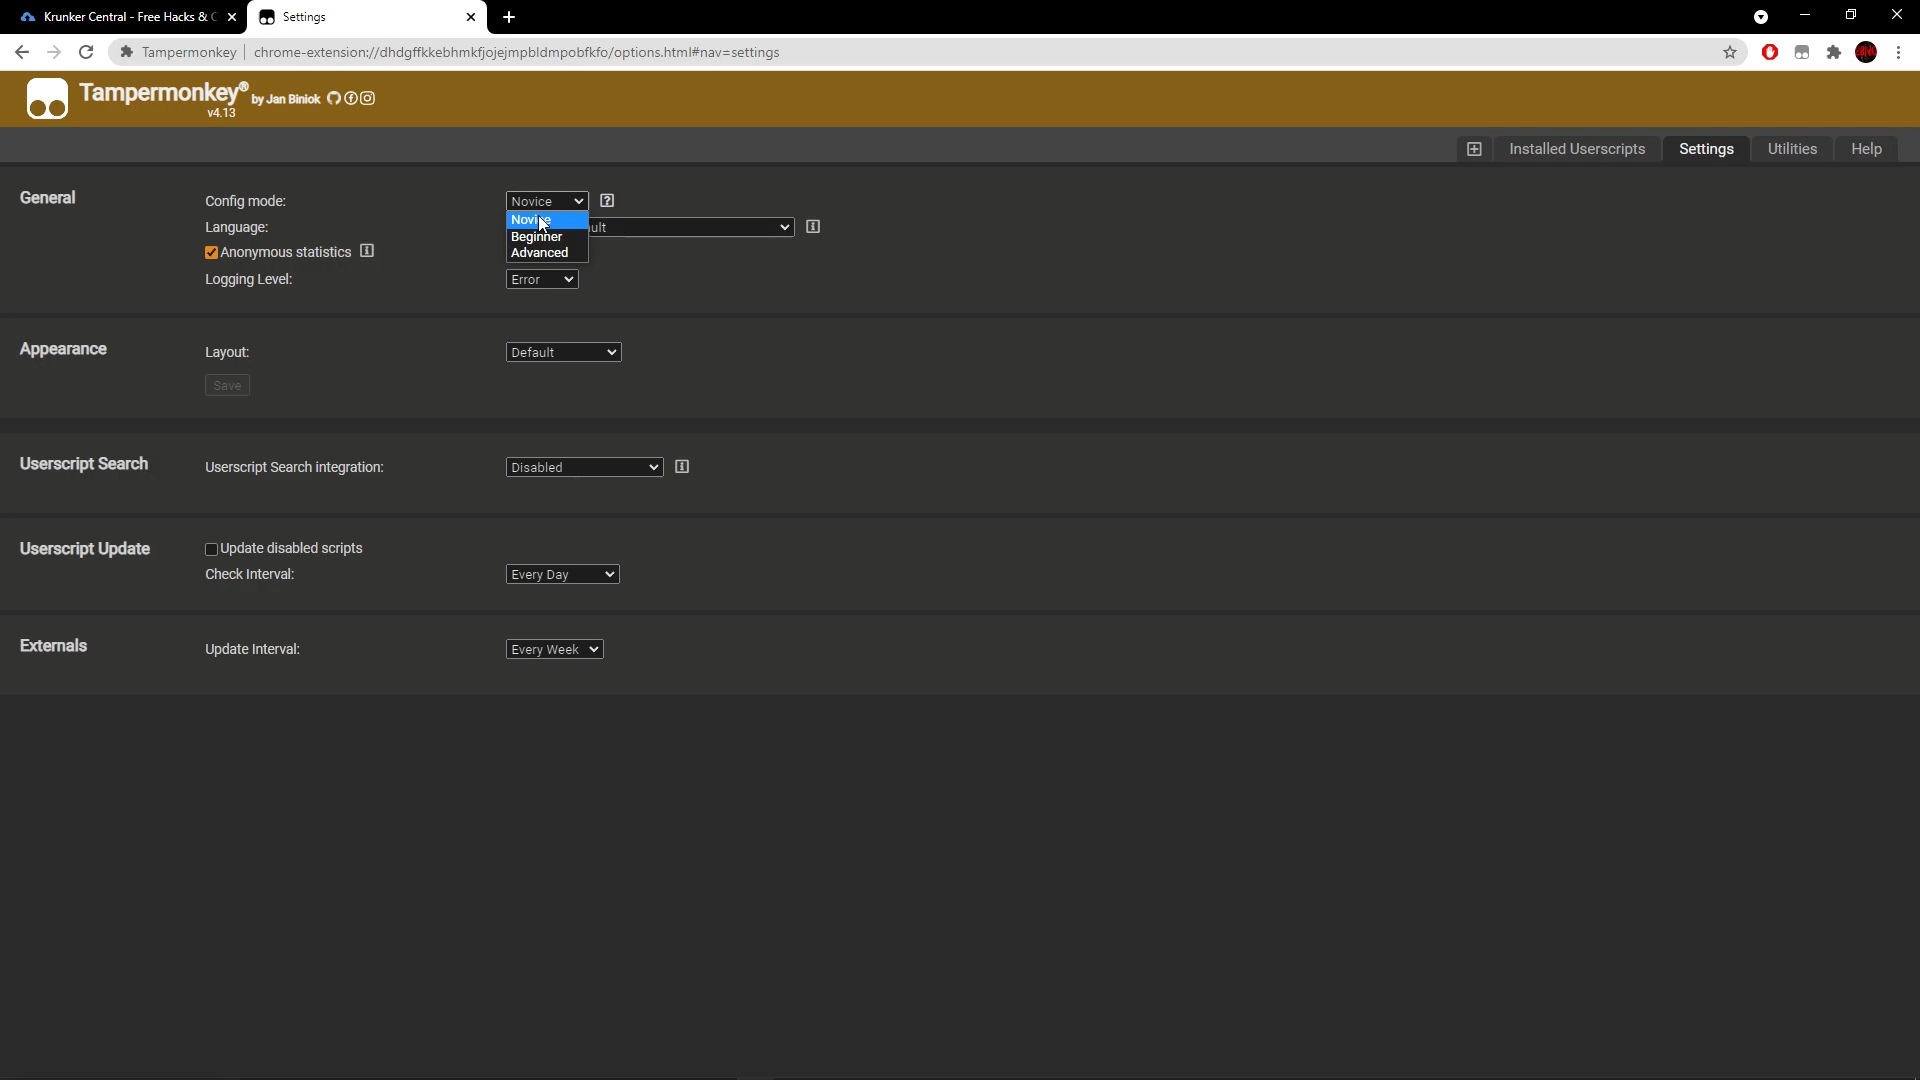 Krunker Central - Free Hacks & C
Settings
Tampermonkey chrome-extension://dhdgffkkebhmkfjojejmpbldmpobfkfo/options.html#nav=settings
Tampermonkey® by Jan Biniok
v4.13
Installed Userscripts Settings Utilities Help
General
Config mode: Novice
Novice
Language: ult
Beginner
Anonymous statistics Advanced
Logging Level: Error
Appearance
Layout: Default
Save
Userscript Search
Userscript Search integration: Disabled
Userscript Update
Update disabled scripts
Check Interval: Every Day
Externals
Update Interval: Every Week